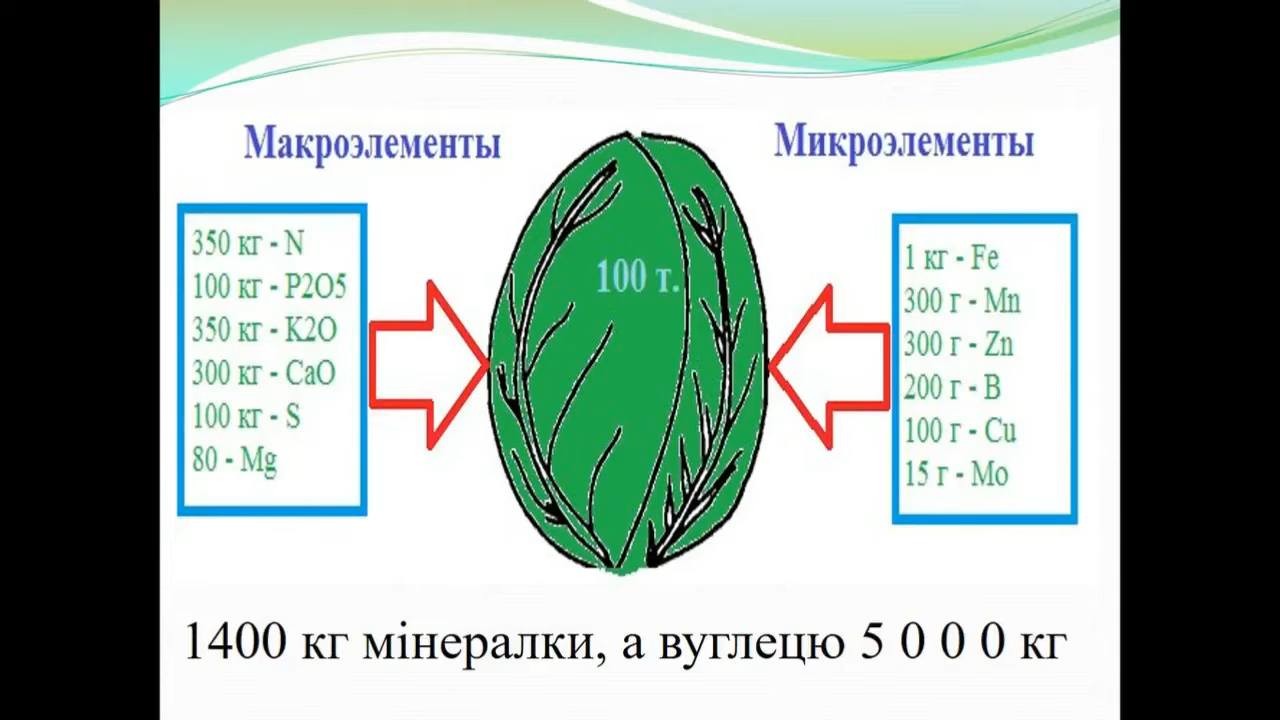 Макроэлементы
350 кг - N
100 кг - P2O5
350 кг - K2O
300 кг - CaO
100 кг - S
80 - Mg
100 т.
Микроэлементы
1 кг - Fe
300 г - Mn
300 г - Zn
200 г - B
100 г - Cu
15 г - Mo
1400 кг мінералки, а вуглецю 5 0 0 0 кг